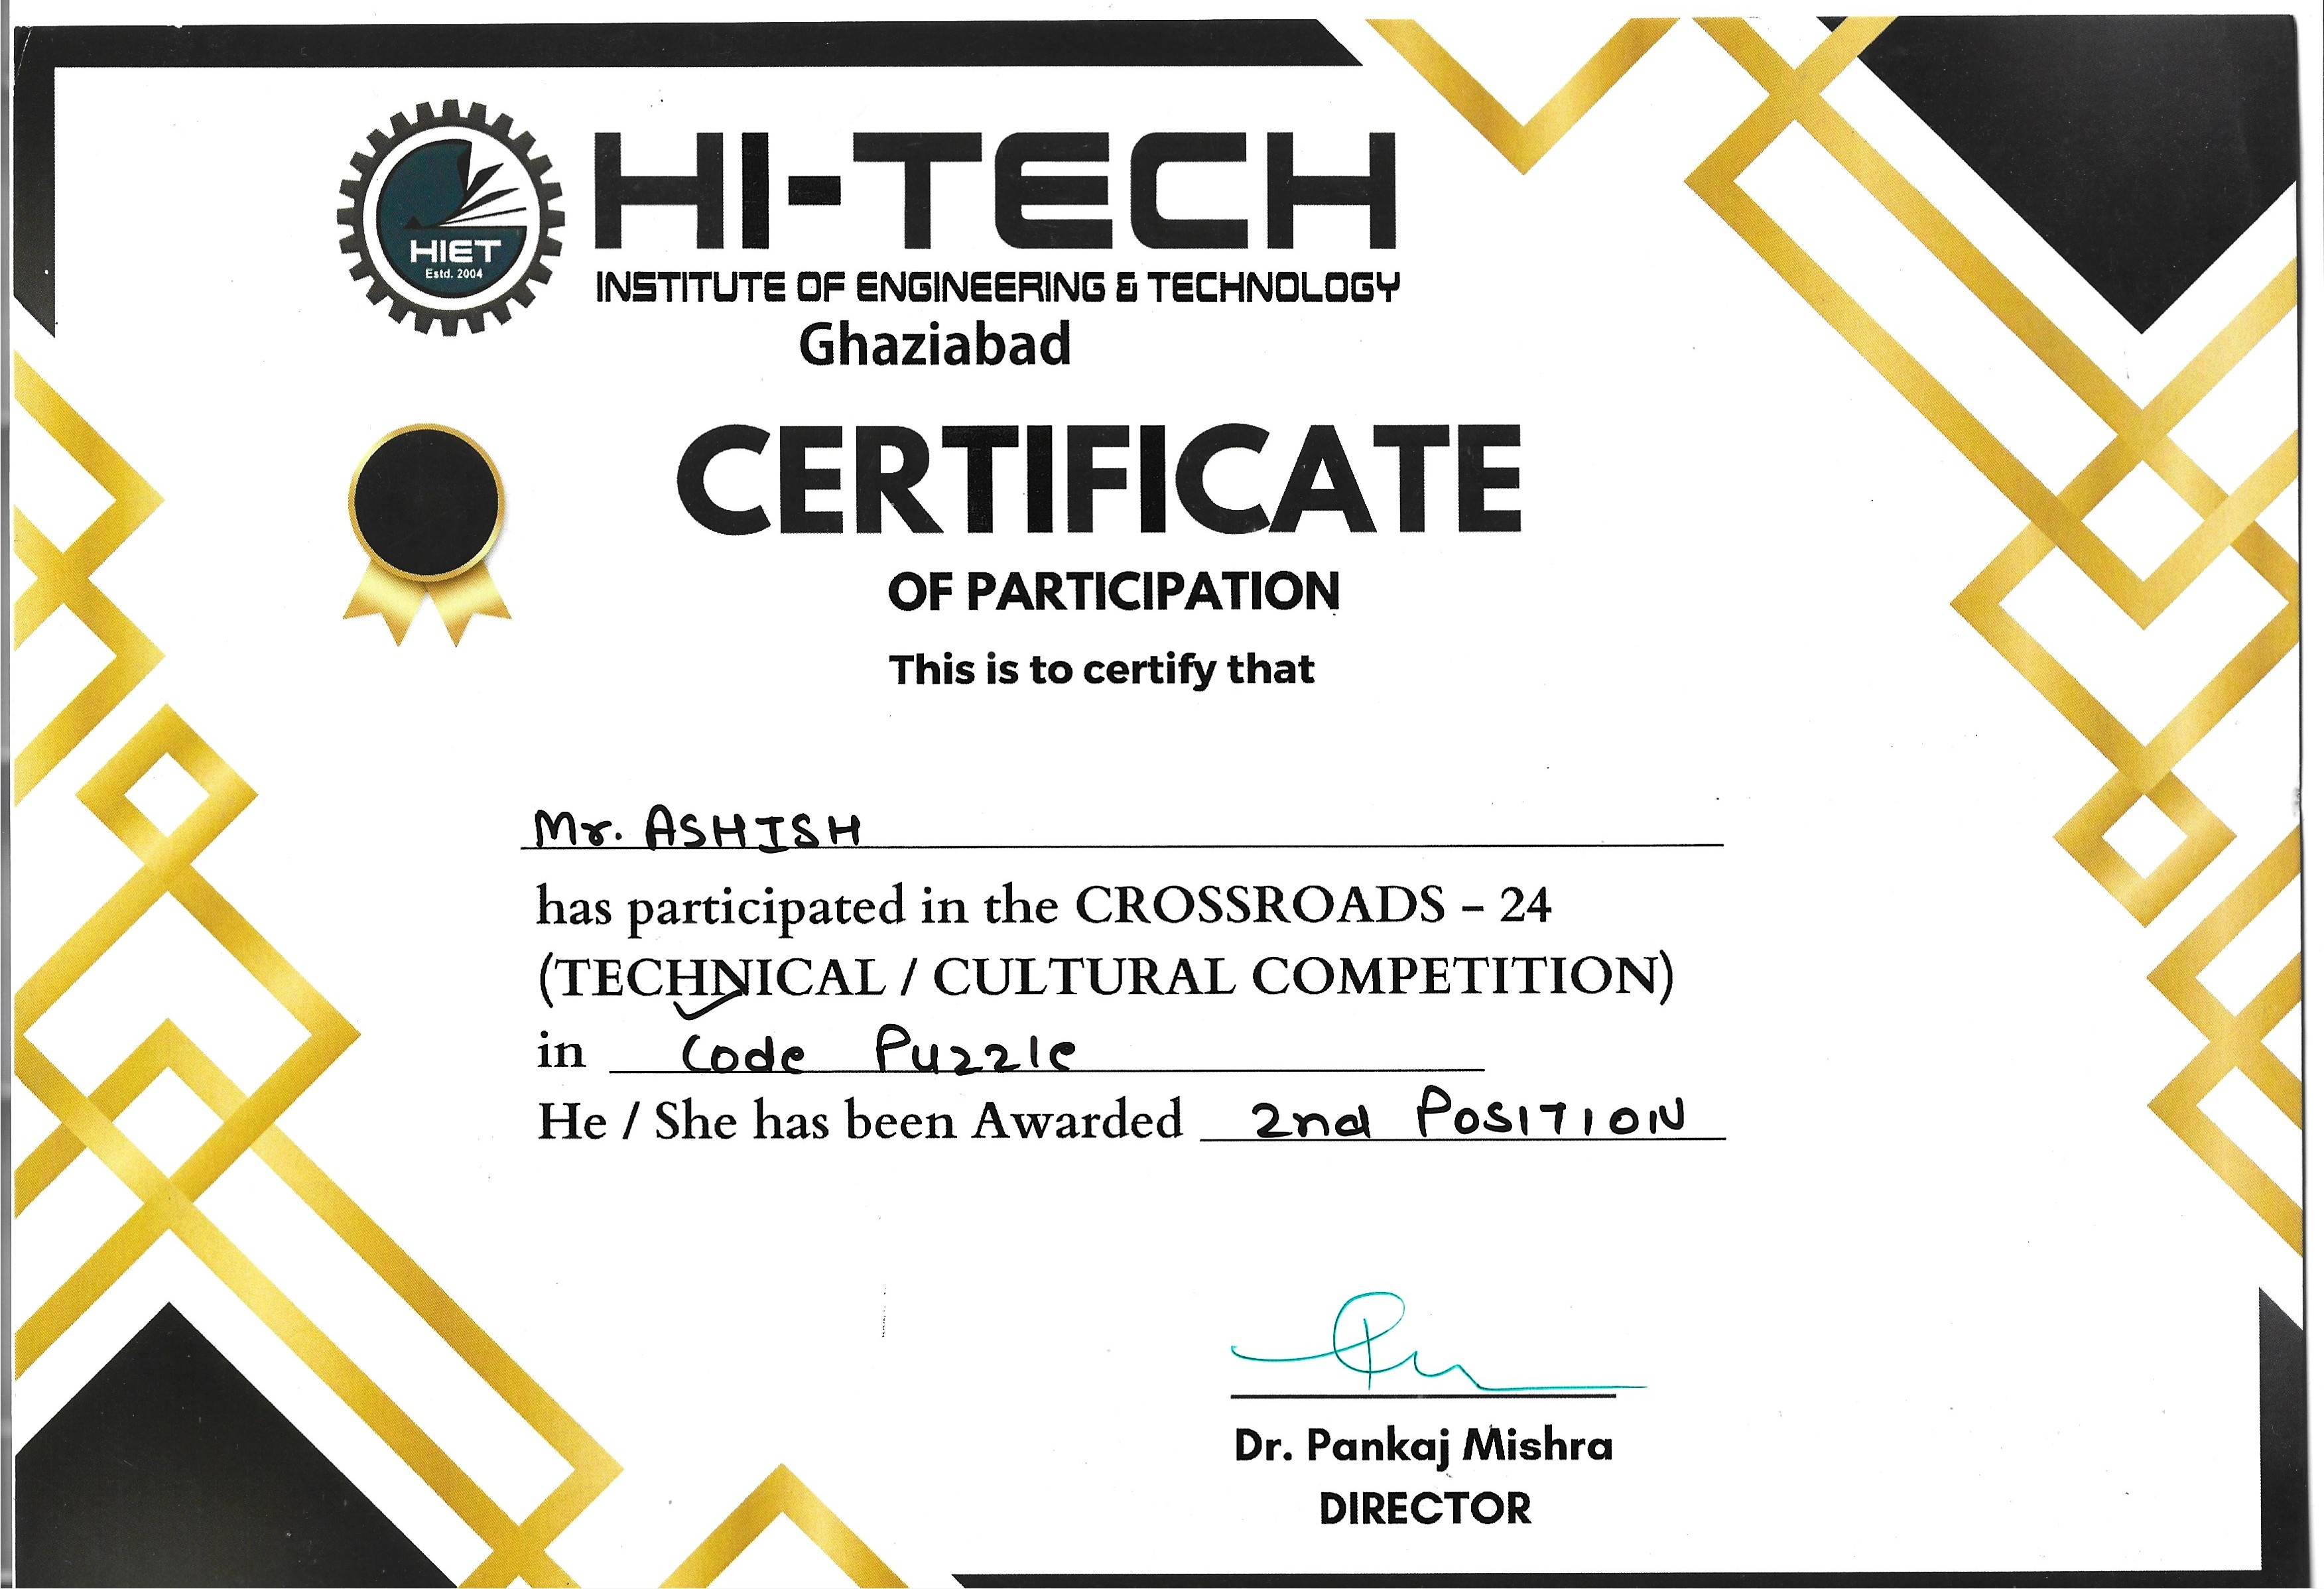 HIET
Estd. 2004
HI-TECH
INSTITUTE OF ENGINEERING & TECHNOLOGY
Ghaziabad
CERTIFICATE
OF PARTICIPATION
This is to certify that
Mr. ASHISH
has participated in the CROSSROADS - 24
(TECHNICAL / CULTURAL COMPETITION)
in Code Puzzle
He / She has been Awarded 2nd POSITION
Dr. Pankaj Mishra
DIRECTOR